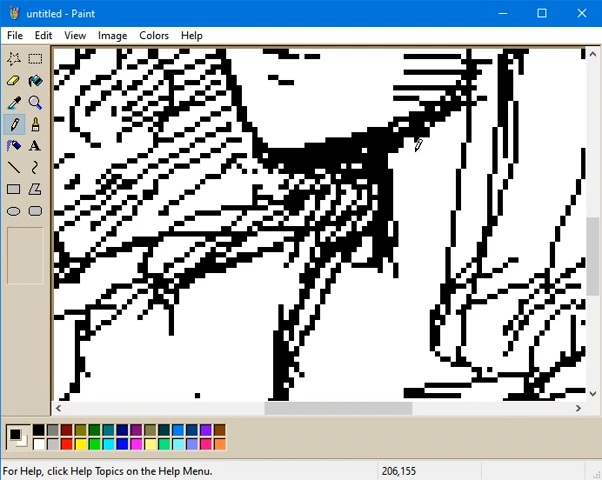 untitled - Paint
File Edit View Image Colors Help
A
For Help, click Help Topics on the Help Menu.
206,155